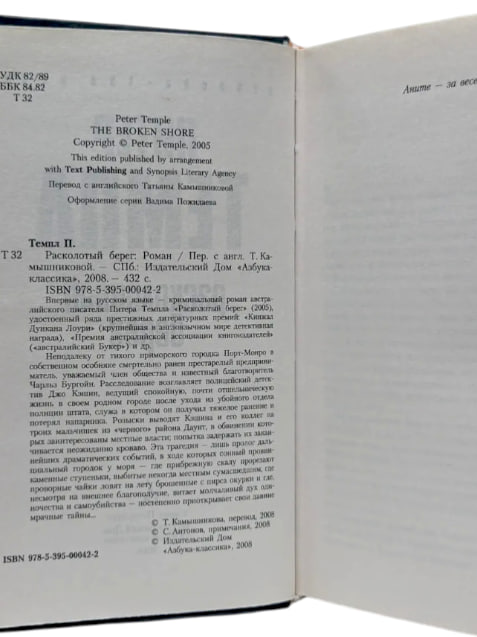 УДК 82/89
ББК 84.82
Т 32
Peter Temple
THE BROKEN SHORE
Copyright © Peter Temple, 2005
This edition published by arrangement
with Text Publishing and Synopsis Literary Agency
Перевод с английского Татьяны Камышниковой
Оформление серии Вадима Пожидаева
Темпл П.
Т 32 Расколотый берег: Роман / Пер. с англ. Т. Ка-
мышниковой. — СПб.: Издательский Дом «Азбука-
классика», 2008. — 432 с.
ISBN 978-5-395-00042-2
Впервые на русском языке — криминальный роман австра-
лийского писателя Питера Темпла «Расколотый берег» (2005),
удостоенный ряда престижных литературных премий: «Кинжал
Дункана Лоури» (крупнейшая в англоязычном мире детективная
награда), «Премия австралийской ассоциации книгоиздателей»
(«австралийский Букер») и др.
Неподалеку от тихого приморского городка Порт-Монро в
собственном особняке смертельно ранен престарелый предприни-
матель, уважаемый член общества и известный благотворитель
Чарльз Бургойн. Расследование возглавляет полицейский детек-
тив Джо Кэшин, ведущий спокойную, почти отшельническую
жизнь в своем родном городе после ухода из убойного отдела
полиции штата, служа в котором он получил тяжелое ранение и
потерял напарника. Розыски выводят Кэшина и его коллег на
троих мальчишек из «черного» района Даунт, в обвинении кото-
рых заинтересованы местные власти; попытка задержать их закан-
чивается неожиданно кроваво. Эта трагедия — лишь пролог даль-
нейших драматических событий, в ходе которых сонный провин-
циальный городок у моря — где прибрежную скалу прорезают
каменные ступеньки, выбитые некогда местным сумасшедшим, где
проворные чайки ловят на лету брошенные с пирса окурки и где,
несмотря на внешнее благополучие, витает молчаливый дух оди-
ночества и самоубийства — постепенно приоткрывает свои давние
мрачные тайны...
© Т. Камышникова, перевод, 2008
© С. Антонов, примечания, 2008
© Издательский Дом
«Азбука-классика», 2008
ISBN 978-5-395-00042-2
Аните — за